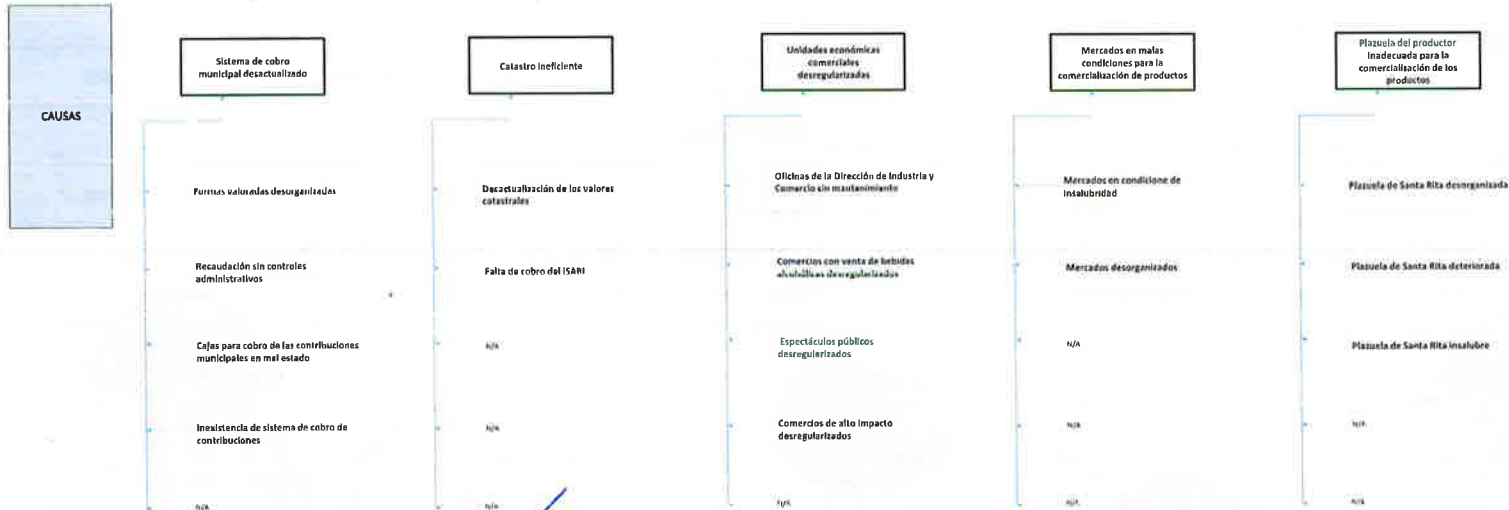 CAUSAS
Sistema de cobro
municipal desactualizado
Formas valoradas desorganizadas
Recaudación sin controles
administrativos
Cajas para cobro de las contribuciones
municipales en mal estado
Inexistencia de sistema de cobro de
contribuciones
N/A
Catastro ineficiente
Desactualización de los valores
catastrales
Falta de cobro del ISABI
N/A
N/A
N/A
Unidades económicas
comerciales
desregularizadas
Oficinas de la Dirección de Industria y
Comercio sin mantenimiento
Comercios con venta de bebidas
alcohólicas desregularizados
Espectáculos públicos
desregularizados
Comercios de alto impacto
desregularizados
N/A
Mercados en malas
condiciones para la
comercialización de productos
Mercados en condicione de
insalubridad
Mercados desorganizados
N/A
N/A
N/A
Plazuela del productor
inadecuada para la
comercialización de los
productos
Plazuela de Santa Rita desorganizada
Plazuela de Santa Rita deteriorada
Plazuela de Santa Rita insalubre
N/A
N/A